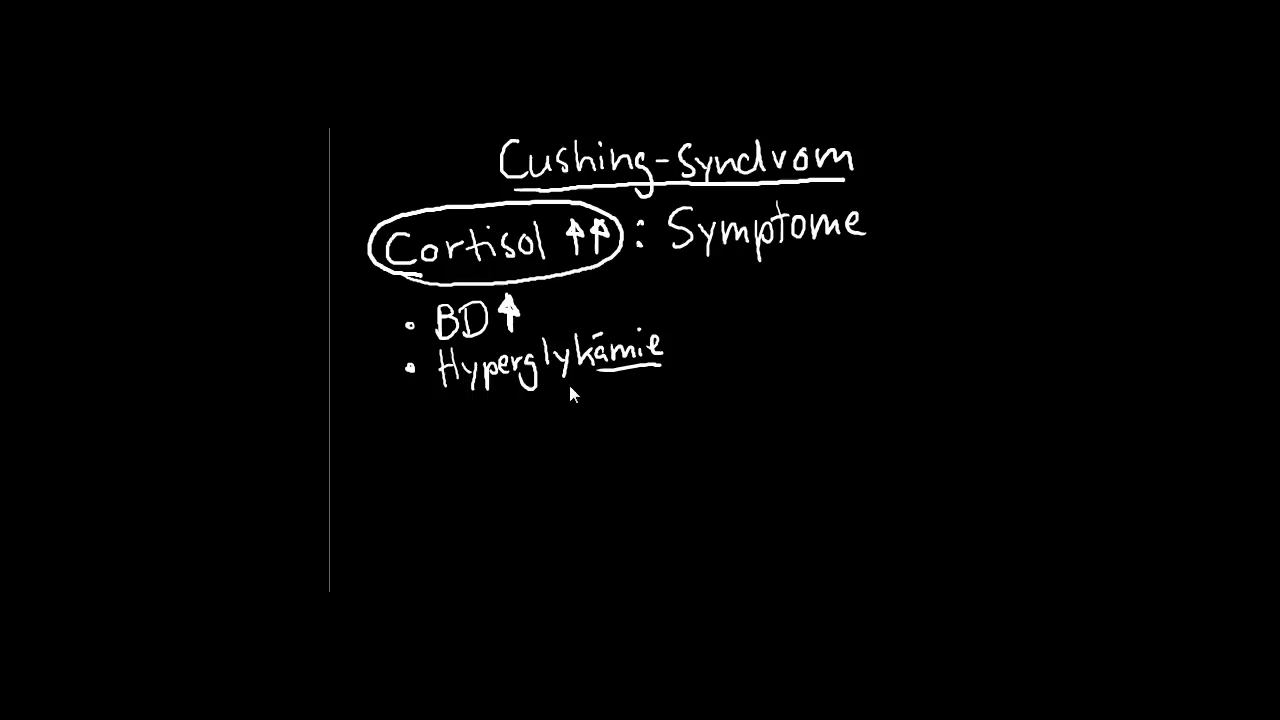 Cushing-Syndrom
Cortisol ↑↑ : Symptome
• BD ↑
• Hyperglykämie